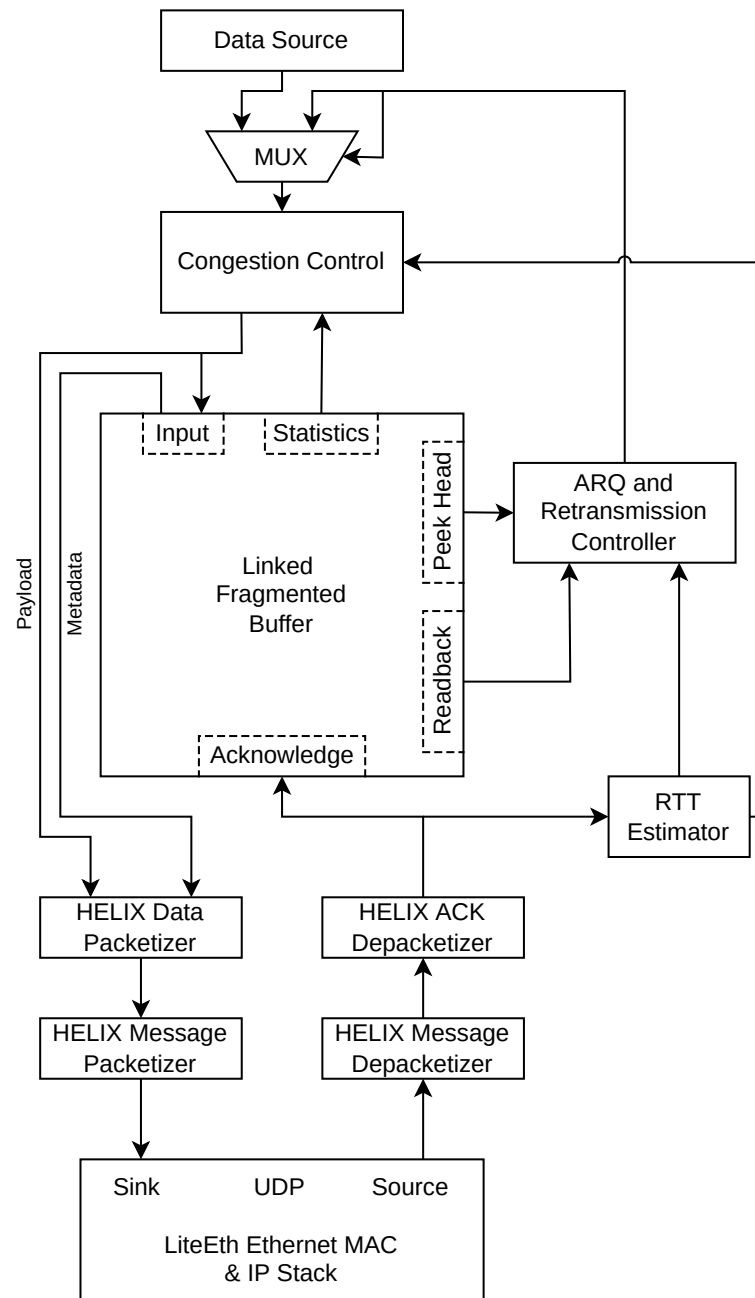 Data Source
MUX
Congestion Control
Input
Statistics
Peek Head
ARQ and
Retransmission
Controller
Payload
Metadata
Linked
Fragmented
Buffer
Readback
Acknowledge
RTT
Estimator
HELIX Data
Packetizer
HELIX ACK
Depacketizer
HELIX Message
Packetizer
HELIX Message
Depacketizer
Sink
UDP
Source
LiteEth Ethernet MAC
& IP Stack